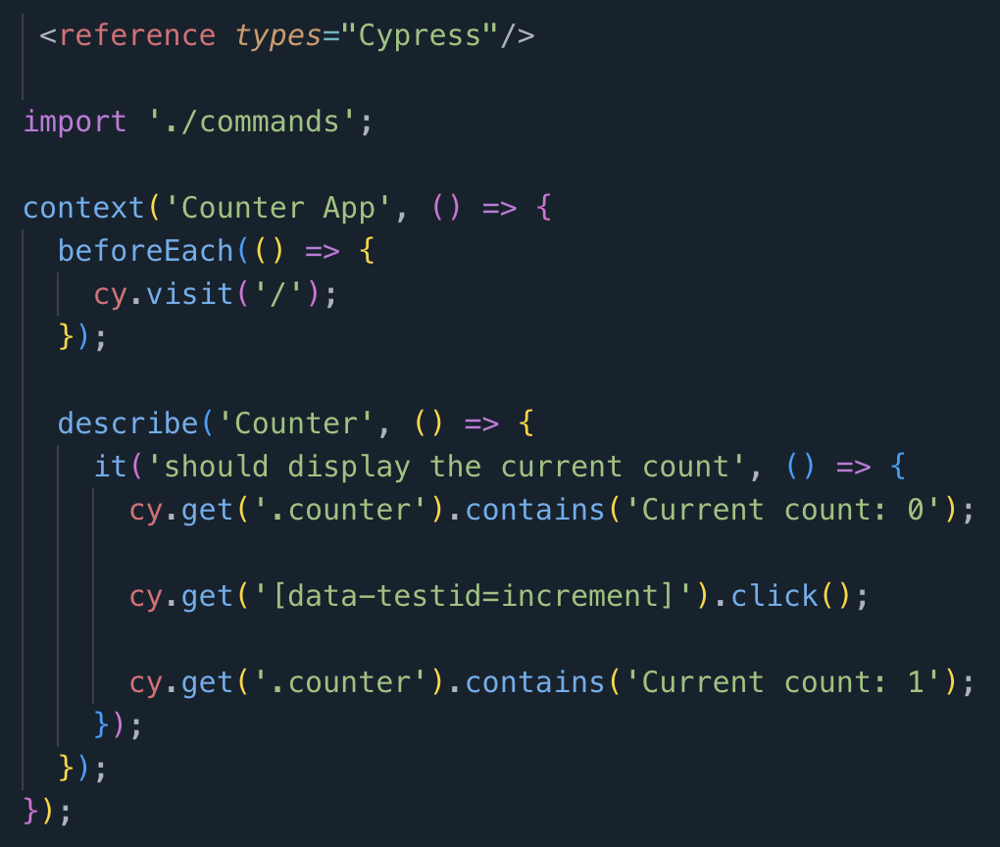 <reference types="Cypress"/>
import './commands';
context('Counter App', () => {
beforeEach(() => {
cy.visit('/');
});
describe('Counter', () => {
it('should display the current count', () => {
cy.get('.counter').contains('Current count: 0');
cy.get('[data-testid=increment]').click();
cy.get('.counter').contains('Current count: 1');
});
});
});